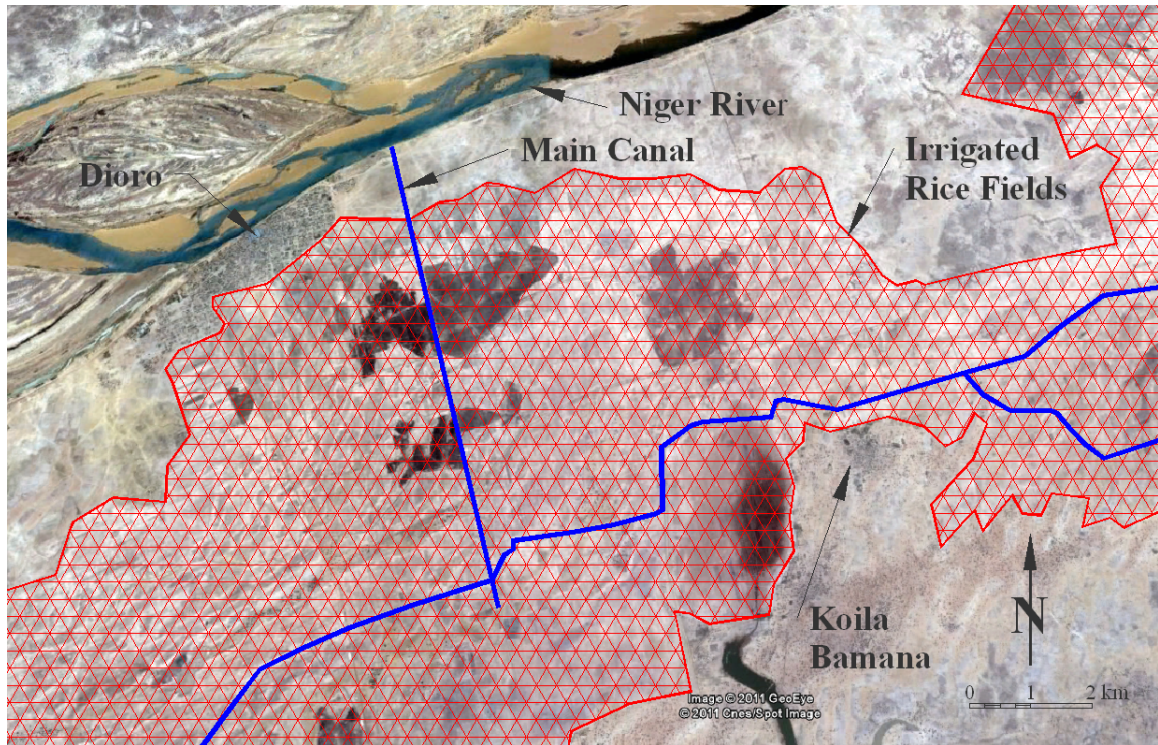 Niger River
Main Canal
Dioro
Irrigated
Rice Fields
Koila
Bamana
N
0 1 2 km
Image © 2011 GeoEye
© 2011 Cnes/Spot Image